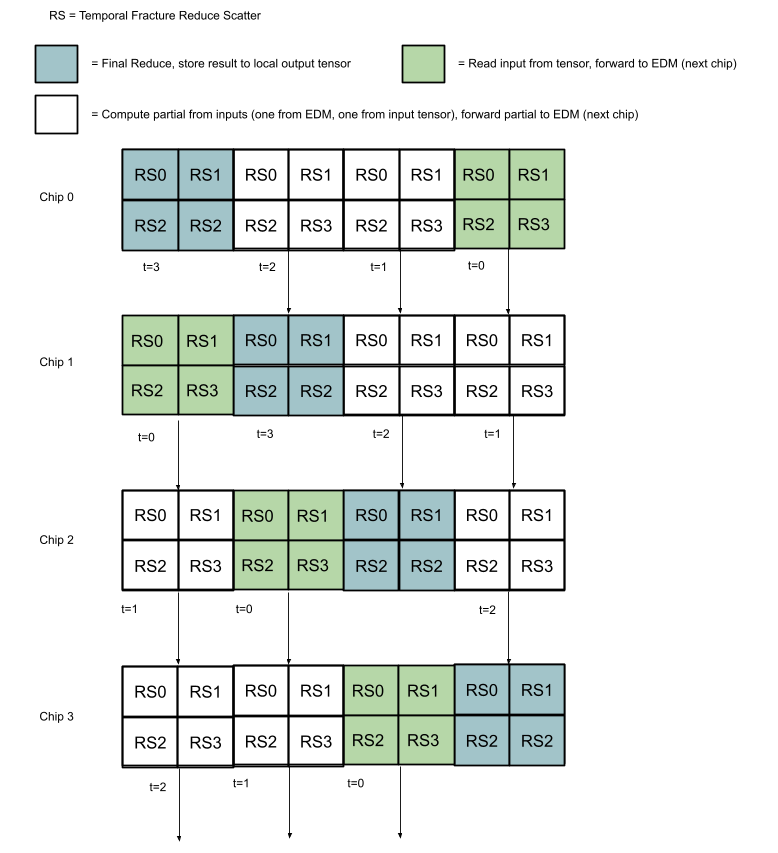 RS = Temporal Fracture Reduce Scatter
= Final Reduce, store result to local output tensor
= Read input from tensor, forward to EDM (next chip)
= Compute partial from inputs (one from EDM, one from input tensor), forward partial to EDM (next chip)
RS0 RS1 RS0 RS1 RS0 RS1 RS0 RS1
Chip 0
RS2 RS2 RS2 RS3 RS2 RS3 RS2 RS3
t=3 t=2 t=1 t=0
RS0 RS1 RS0 RS1 RS0 RS1 RS0 RS1
Chip 1
RS2 RS3 RS2 RS2 RS2 RS3 RS2 RS3
t=0 t=3 t=2 t=1
RS0 RS1 RS0 RS1 RS0 RS1 RS0 RS1
Chip 2
RS2 RS3 RS2 RS3 RS2 RS2 RS2 RS3
t=1 t=0 t=2
RS0 RS1 RS0 RS1 RS0 RS1 RS0 RS1
Chip 3
RS2 RS3 RS2 RS3 RS2 RS3 RS2 RS2
t=2 t=1 t=0